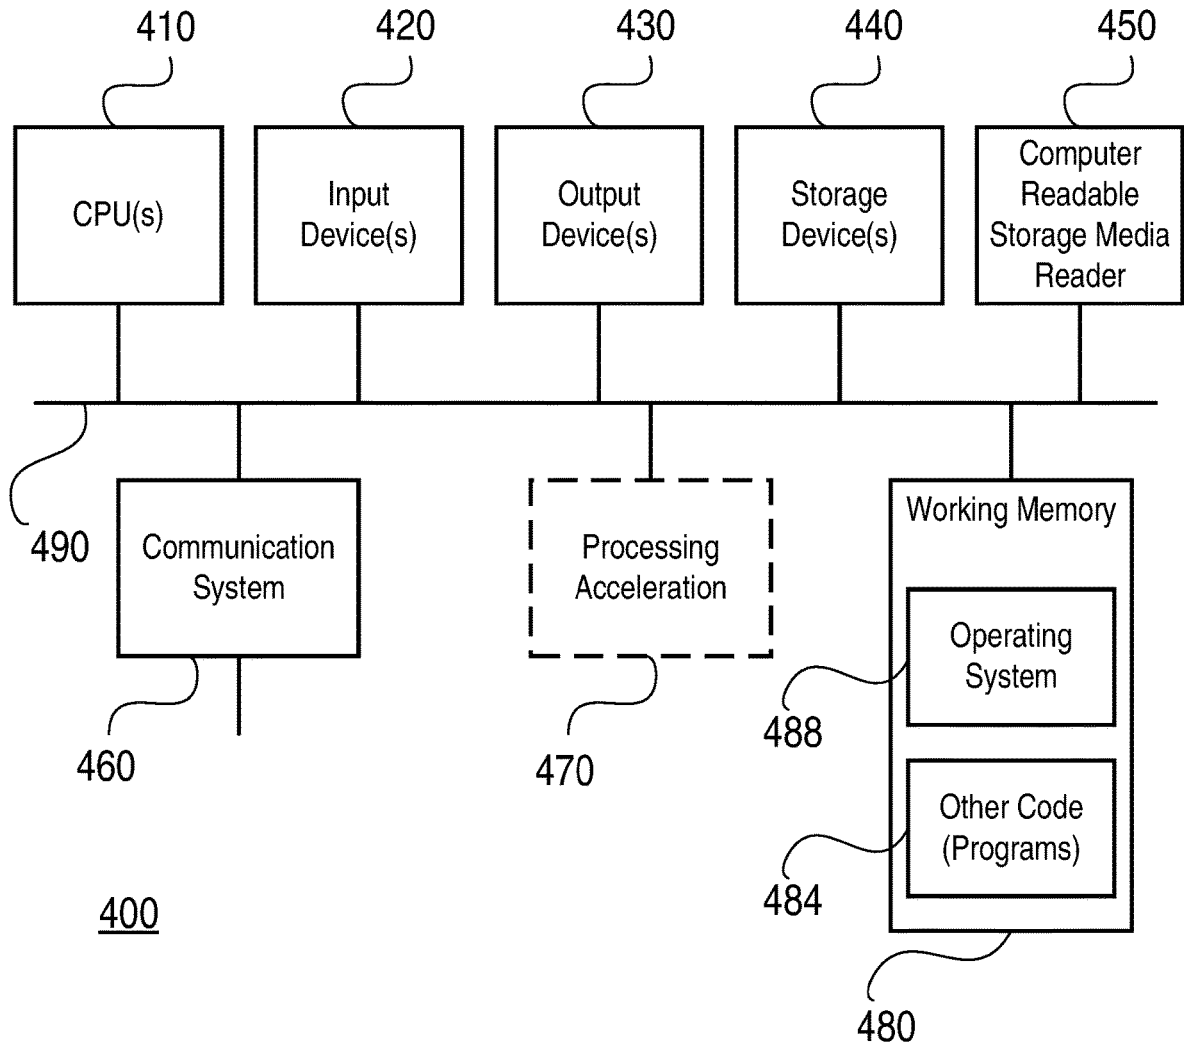 410
420
430
440
450
CPU(s)
Input
Device(s)
Output
Device(s)
Storage
Device(s)
Computer
Readable
Storage Media
Reader
490
Communication
System
460
Processing
Acceleration
470
Working Memory
Operating
System
488
Other Code
(Programs)
484
480
400